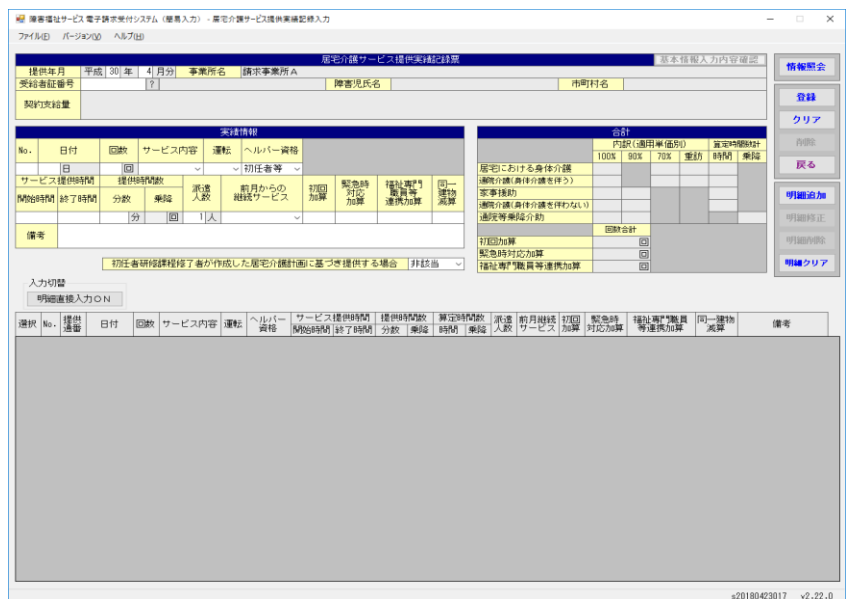 障害福祉サービス 電子請求受付システム（簡易入力） - 居宅介護サービス提供実績記録入力
ファイル(F) バージョン(V) ヘルプ(H)
居宅介護サービス提供実績記録票 基本情報入力内容確認
提供年月 平成 30 年 4 月分 事業所名 請求事業所A
受給者証番号 ? 障害児氏名 市町村名
契約支給量
情報照会
登録
クリア
削除
戻る
明細追加
明細修正
明細削除
明細クリア
実績情報
No. 日付 回数 サービス内容 運転 ヘルパー資格
日 回 初任者等
サービス提供時間 提供時間数 派遣人数 前月からの継続サービス 初回加算 緊急時対応加算 福祉専門職員等連携加算 同一建物減算
開始時間 終了時間 分数 乗降
分 回 1 人
備考
初任者研修課程修了者が作成した居宅介護計画に基づき提供する場合 非該当
合計
内訳(適用単価別) 算定時間数計
100% 90% 70% 重訪 時間 乗降
居宅における身体介護
通院介護(身体介護を伴う)
家事援助
通院介護(身体介護を伴わない)
通院等乗降介助
回数合計
初回加算 回
緊急時対応加算 回
福祉専門職員等連携加算 回
入力切替
明細直接入力ON
選択 No. 提供通番 日付 回数 サービス内容 運転 ヘルパー資格 サービス提供時間 提供時間数 算定時間数 派遣人数 前月継続サービス 初回加算 緊急時対応加算 福祉専門職員等連携加算 同一建物減算 備考
開始時間 終了時間 分数 乗降 時間 乗降
s20180423017 v2.22.0